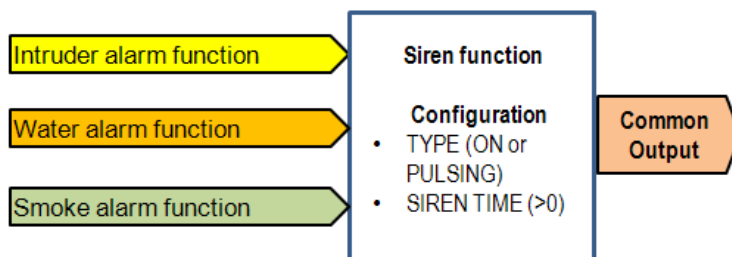 Intruder alarm function
Water alarm function
Smoke alarm function
Siren function
Configuration
• TYPE (ON or
PULSING)
• SIREN TIME (>0)
Common
Output